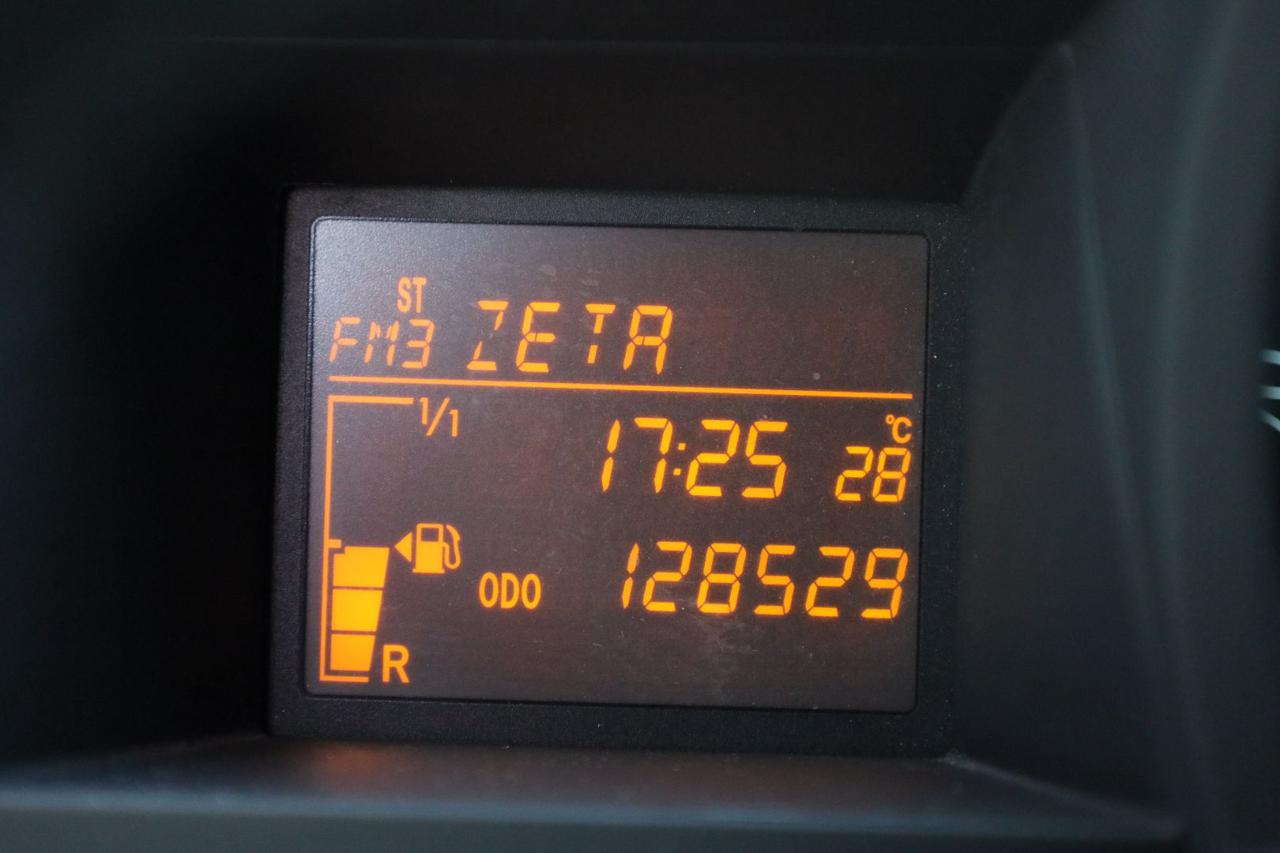 ST
FM3 ZETA
1/1
17:25 28 °C
ODO 128529
R